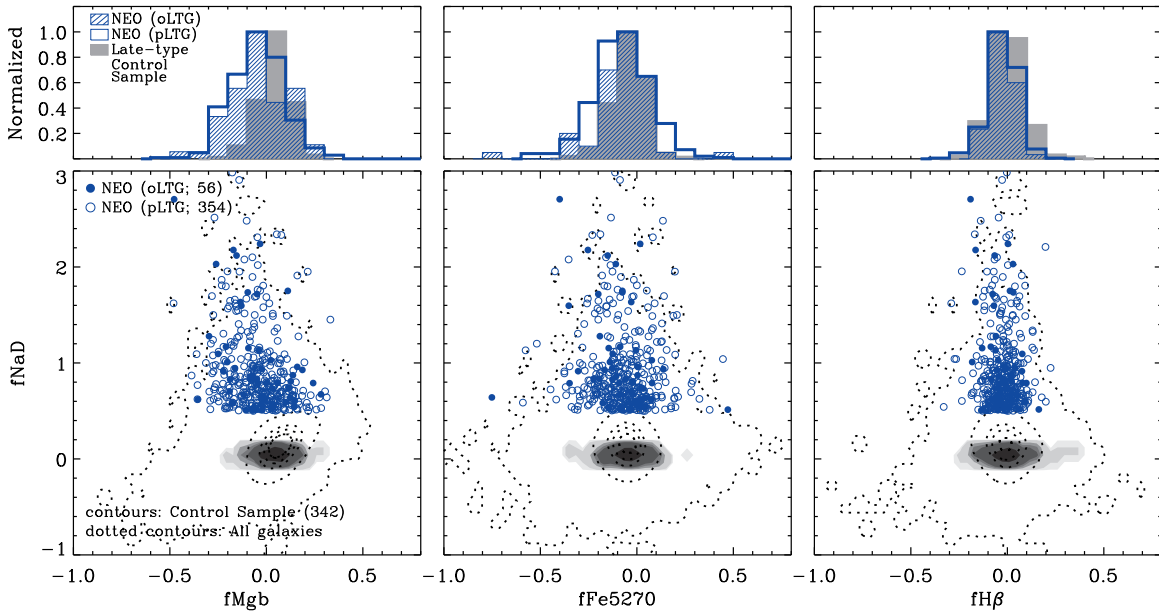 NEO (oLTG)
NEO (pLTG)
Late-type
Control
Sample
Normalized
1.0
0.8
0.6
0.4
0.2
NEO (oLTG; 56)
NEO (pLTG; 354)
fNaD
3
2
1
0
−1
contours: Control Sample (342)
dotted contours: All galaxies
−1.0 −0.5 0.0 0.5 −1.0 −0.5 0.0 0.5 −1.0 −0.5 0.0 0.5
fMgb fFe5270 fHβ